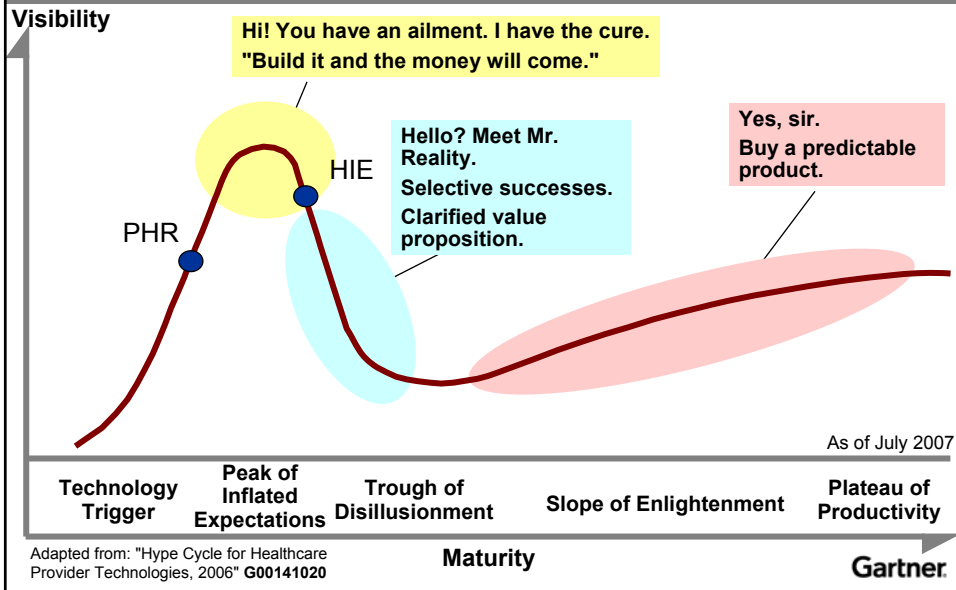 Visibility
Hi! You have an ailment. I have the cure.
"Build it and the money will come."
Hello? Meet Mr.
Reality.
Selective successes.
Clarified value
proposition.
Yes, sir.
Buy a predictable
product.
HIE
PHR
As of July 2007
Technology
Trigger
Peak of
Inflated
Expectations
Trough of
Disillusionment
Slope of Enlightenment
Plateau of
Productivity
Maturity
Adapted from: "Hype Cycle for Healthcare
Provider Technologies, 2006" G00141020
Gartner.